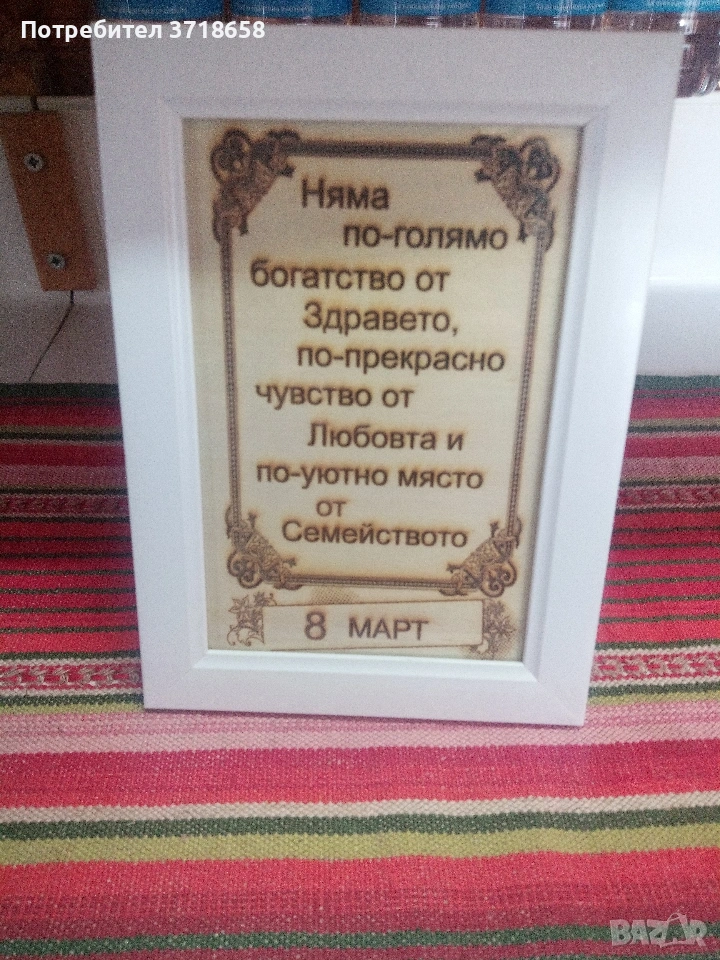 Потребител 3718658
Няма
по-голямо
богатство от
Здравето,
по-прекрасно
чувство от
Любовта и
по-уютно място
от
Семейството
8 МАРТ
BAZAR